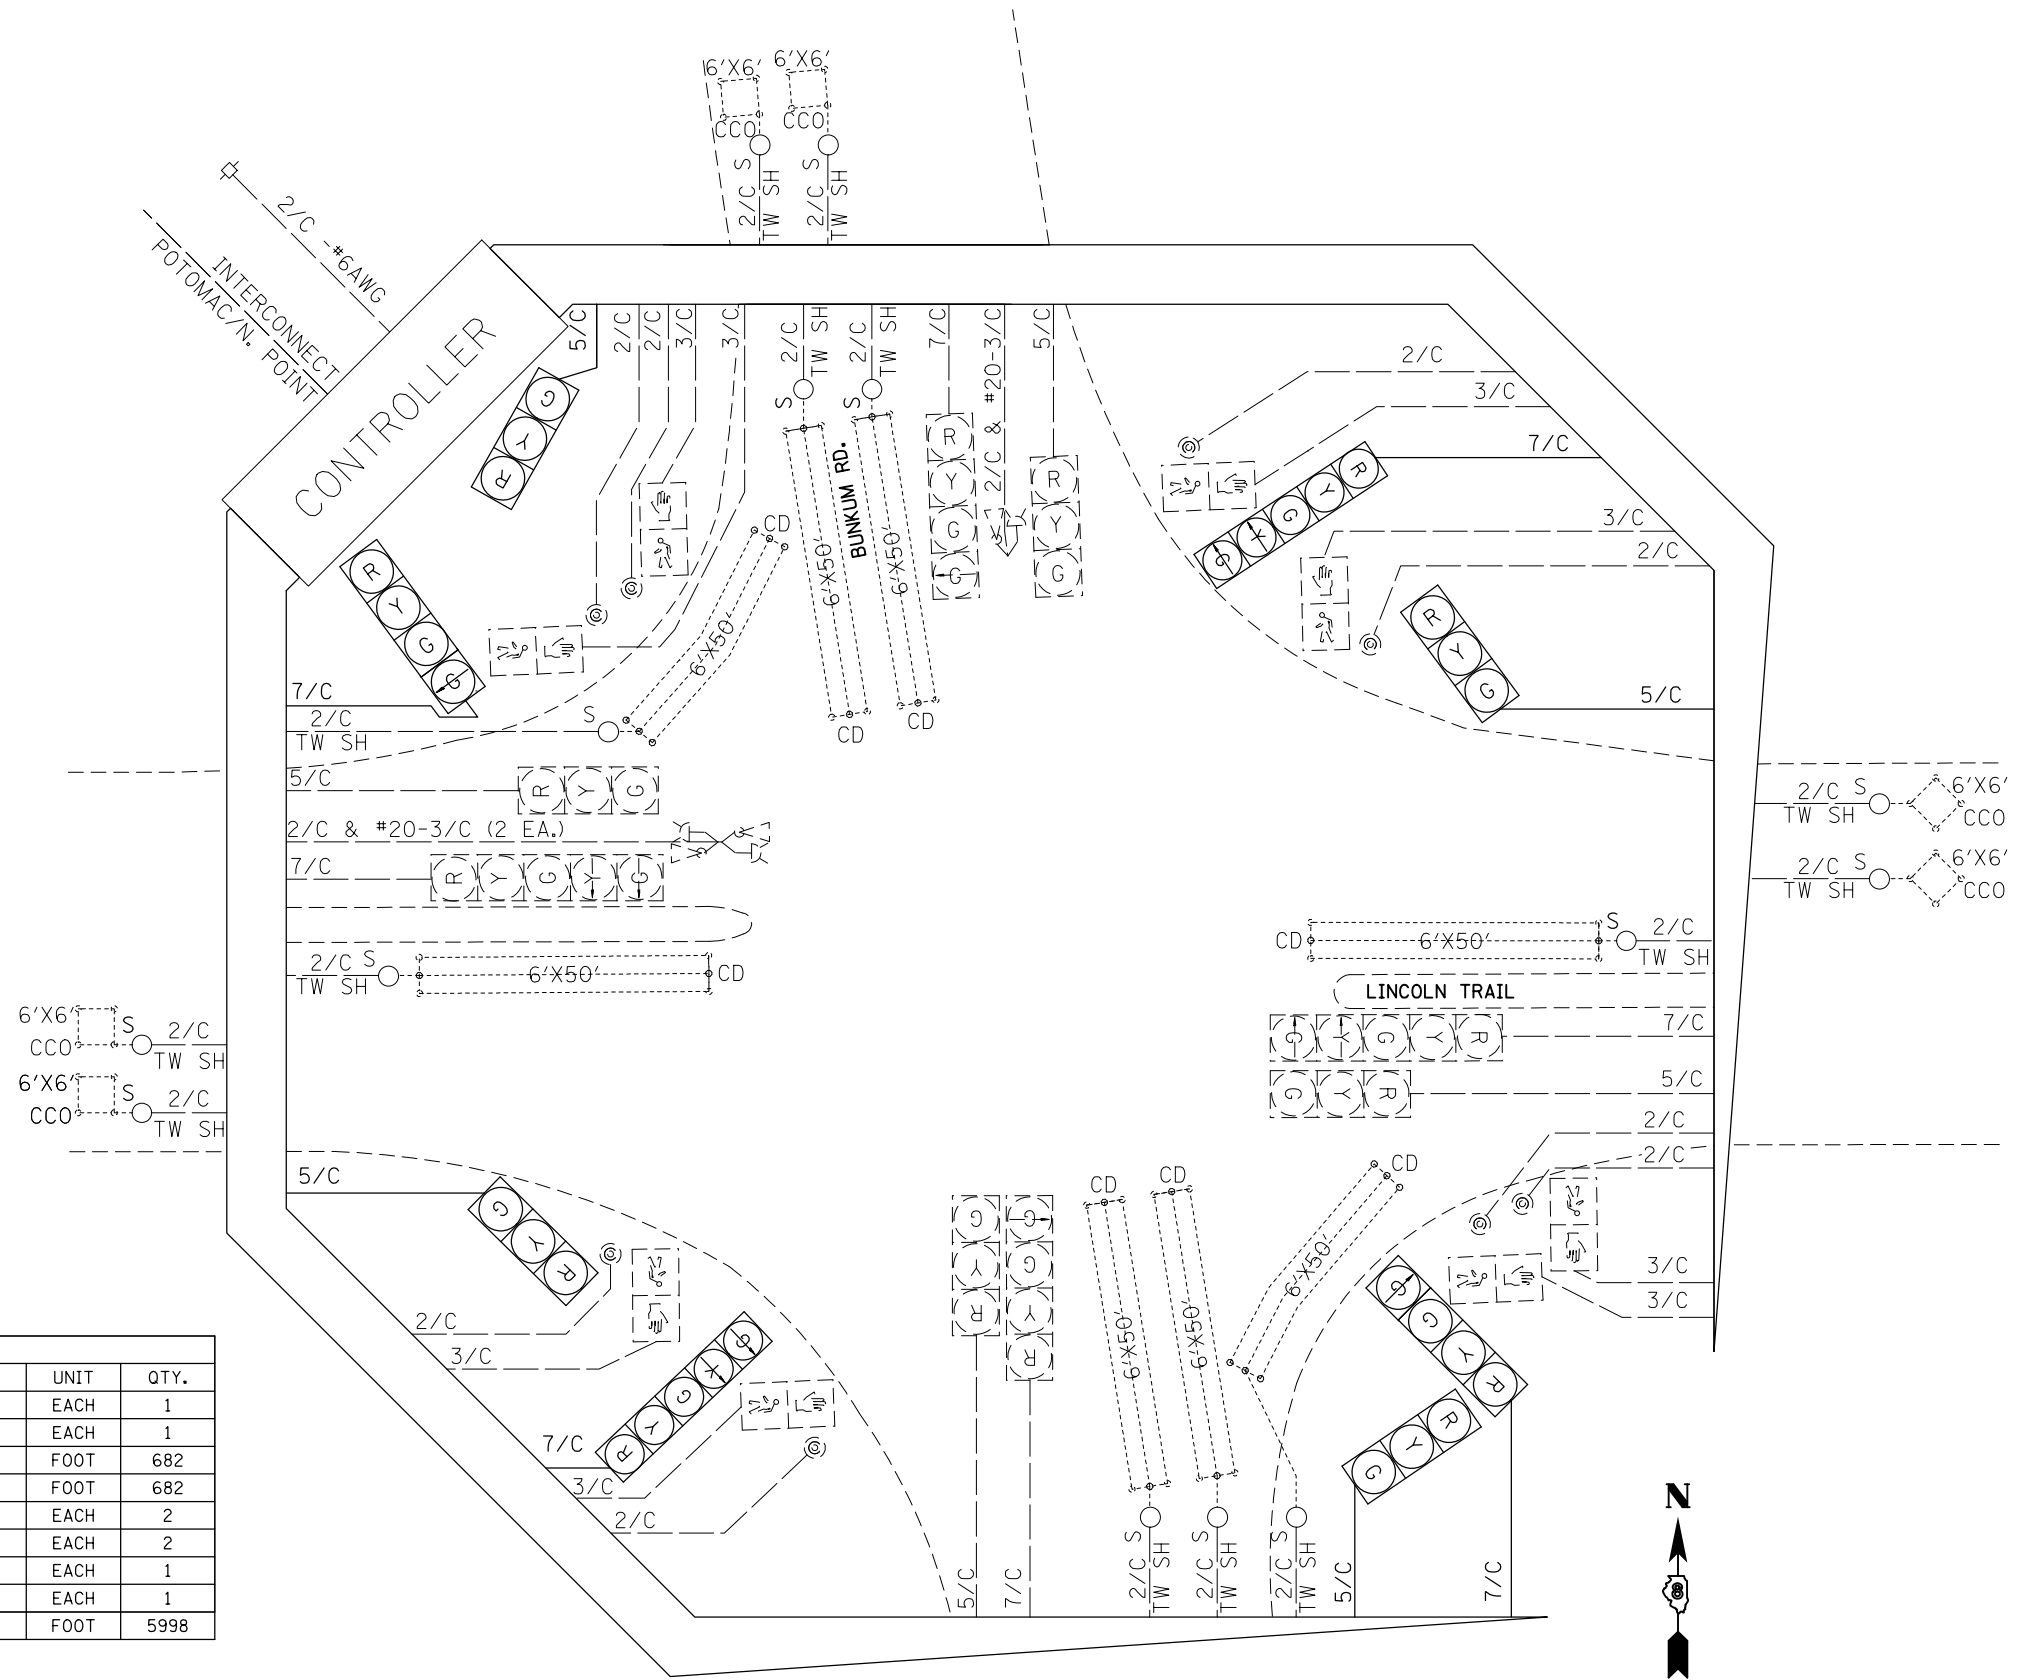 6'X6' 6'X6'
CCO CCO
S
2/C TW SH
S
2/C TW SH
2/C -#6AWG
INTERCONNECT
POTOMAC/N. POINT
CONTROLLER
5/C
2/C
2/C
3/C
3/C
2/C TW SH
S
2/C TW SH
S
7/C
2/C & #20-3/C
5/C
G Y R
R Y G G
BUNKUM RD.
6'X50'
6'X50'
CD
CD
CD
6'X50'
R Y G G
R Y G
2/C
3/C
7/C
R Y G Y G
3/C
2/C
R Y G
5/C
7/C
2/C
TW SH
S
5/C
R Y G
2/C & #20-3/C (2 EA.)
7/C
R Y G Y G
2/C S
TW SH
6'X50'
CD
2/C S
TW SH
6'X6'
CCO
2/C S
TW SH
6'X6'
CCO
CD
6'X50'
S
2/C
TW SH
LINCOLN TRAIL
G Y G Y R
7/C
G Y R
5/C
2/C
2/C
6'X6'
CCO
S
2/C
TW SH
6'X6'
CCO
S
2/C
TW SH
5/C
G Y R
2/C
3/C
7/C
R Y G Y G
3/C
2/C
G Y R
G G Y R
5/C
7/C
CD
CD
CD
6'X50'
6'X50'
6'X50'
2/C S
TW SH
2/C S
TW SH
2/C S
TW SH
3/C
3/C
G G Y R
G Y R
5/C
7/C
UNIT QTY.
EACH 1
EACH 1
FOOT 682
FOOT 682
EACH 2
EACH 2
EACH 1
EACH 1
FOOT 5998
N
8